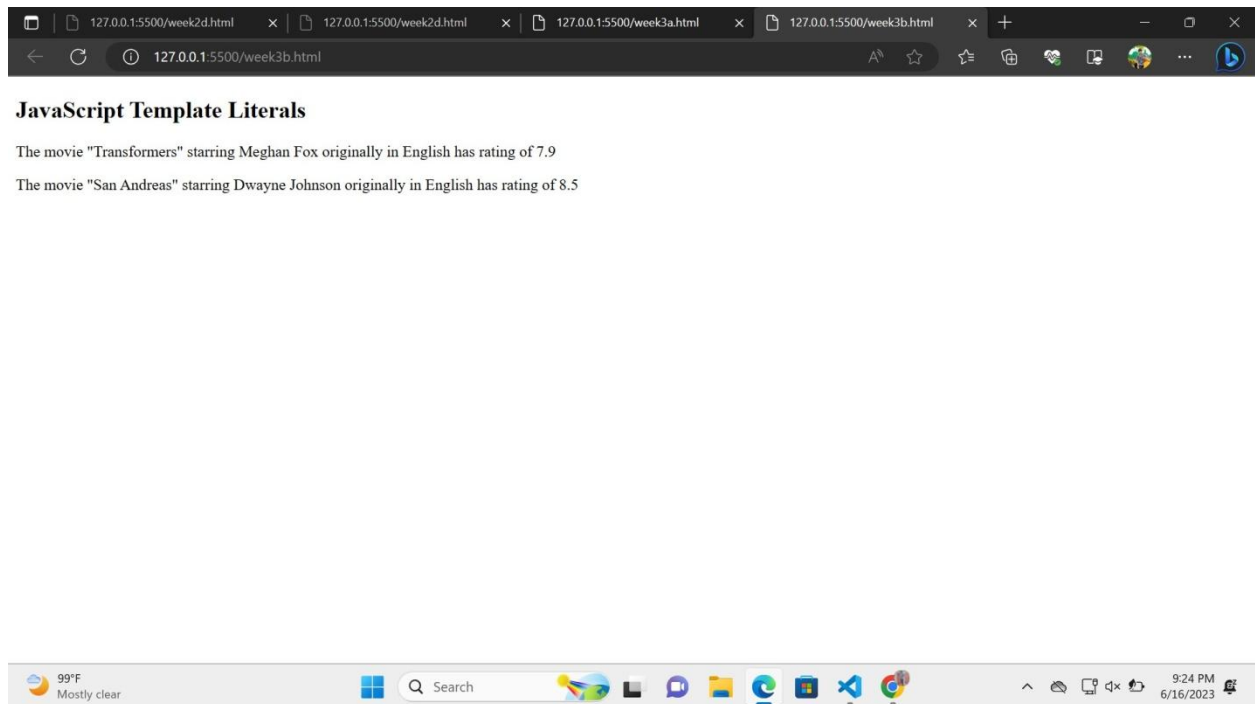 127.0.0.1:5500/week2d.html 127.0.0.1:5500/week2d.html 127.0.0.1:5500/week3a.html 127.0.0.1:5500/week3b.html
127.0.0.1:5500/week3b.html
JavaScript Template Literals
The movie "Transformers" starring Meghan Fox originally in English has rating of 7.9
The movie "San Andreas" starring Dwayne Johnson originally in English has rating of 8.5
99°F
Mostly clear
Search
9:24 PM
6/16/2023